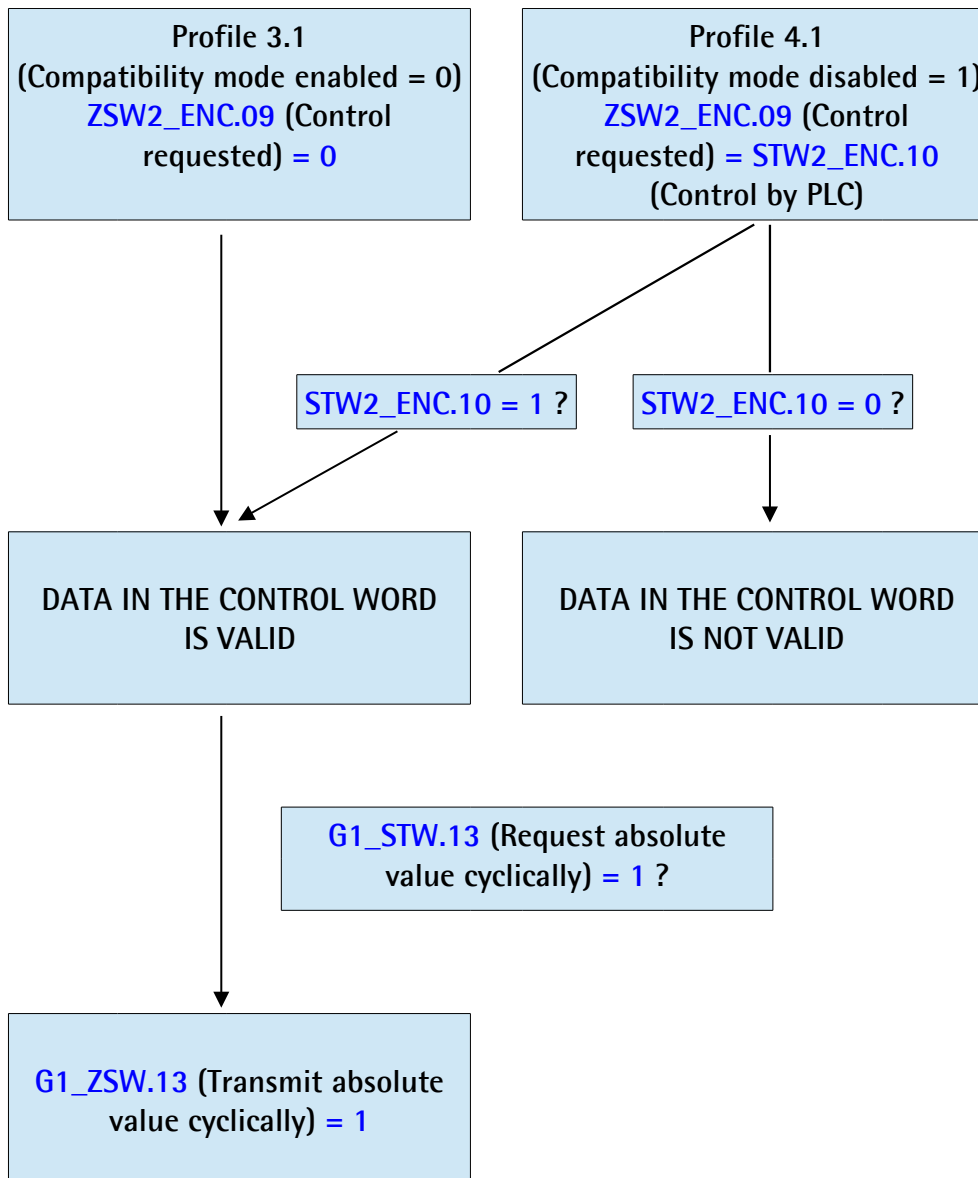 Profile 3.1
(Compatibility mode enabled = 0)
ZSW2_ENC.09 (Control
requested) = 0
Profile 4.1
(Compatibility mode disabled = 1)
ZSW2_ENC.09 (Control
requested) = STW2_ENC.10
(Control by PLC)
STW2_ENC.10 = 1 ?
STW2_ENC.10 = 0 ?
DATA IN THE CONTROL WORD
IS VALID
DATA IN THE CONTROL WORD
IS NOT VALID
G1_STW.13 (Request absolute
value cyclically) = 1 ?
G1_ZSW.13 (Transmit absolute
value cyclically) = 1